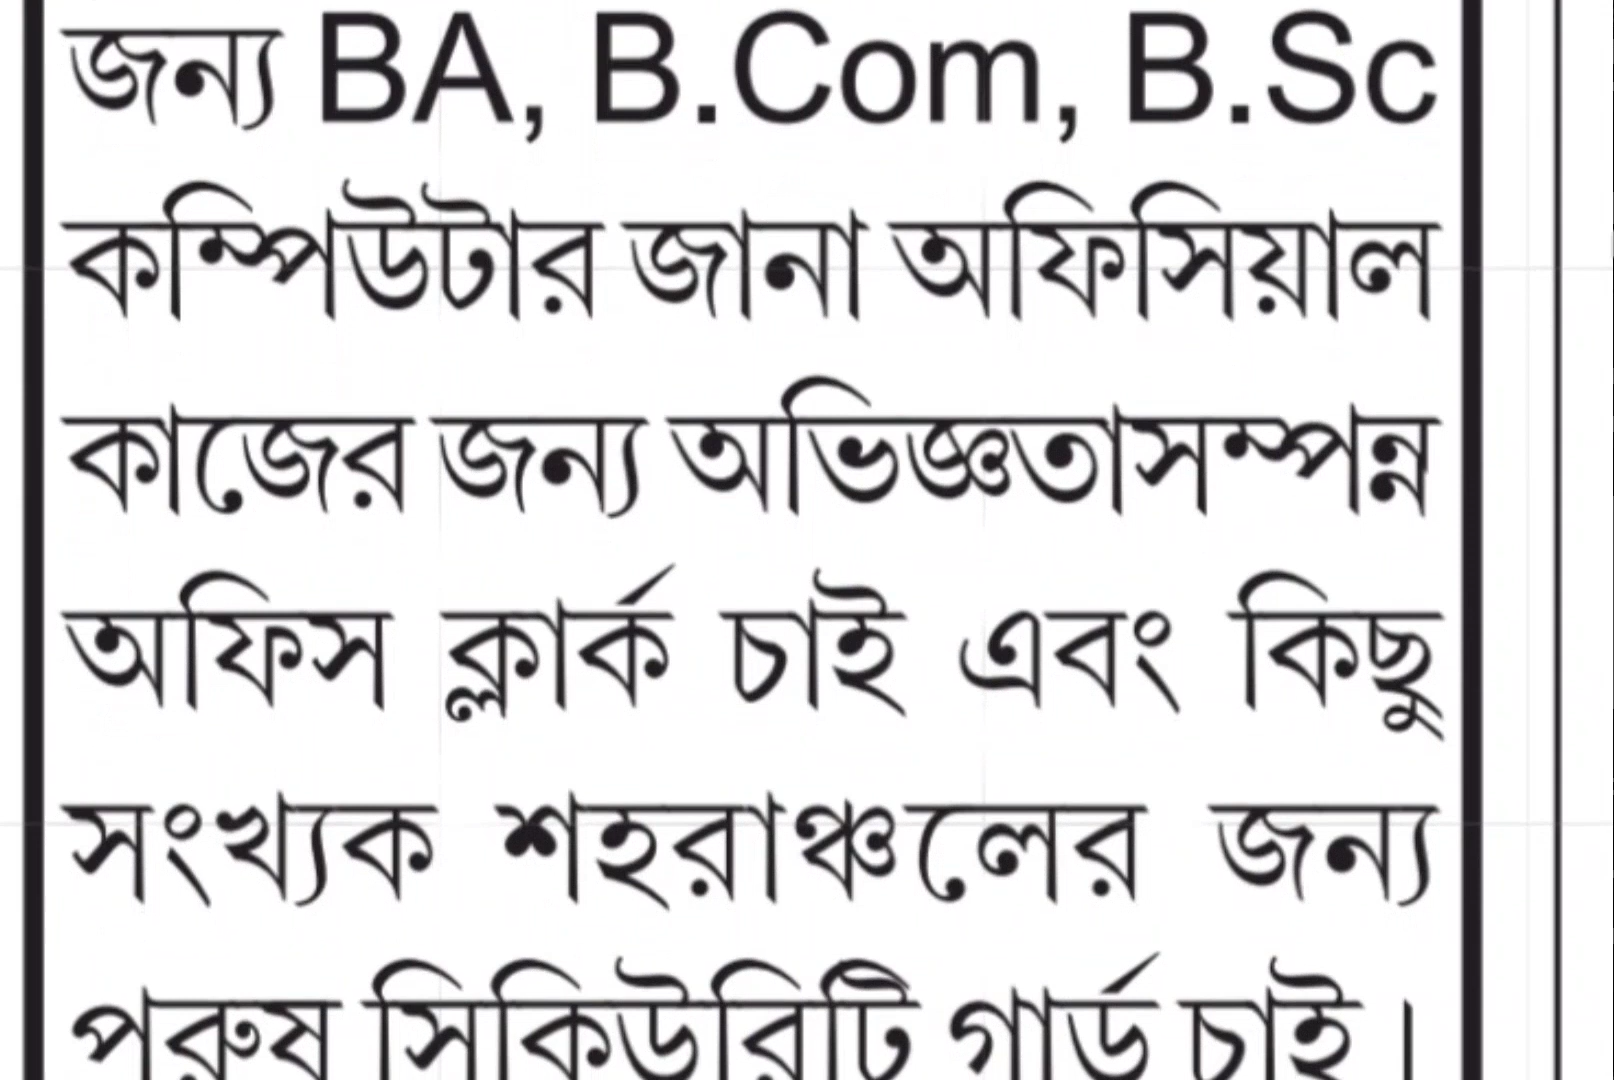 জন্য BA, B.Com, B.Sc
কম্পিউটার জানা অফিসিয়াল
কাজের জন্য অভিজ্ঞতাসম্পন্ন
অফিস ক্লার্ক চাই এবং কিছু
সংখ্যক শহরাঞ্চলের জন্য
পুরুষ সিকিউরিটি গার্ড চাই।